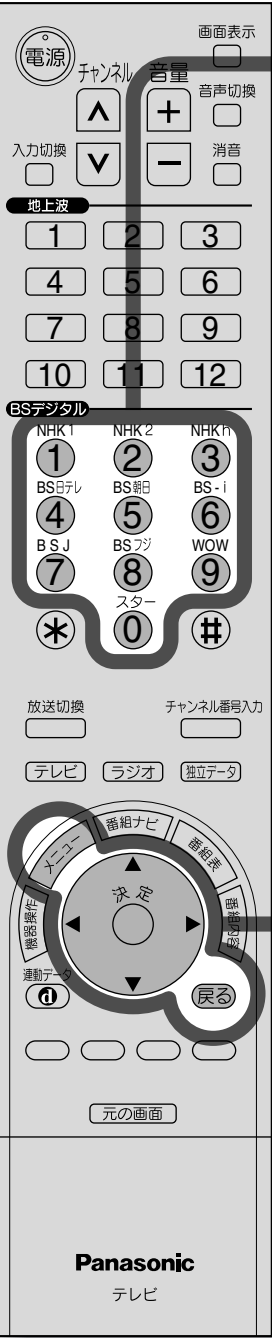 画面表示
電源
チャンネル 音量
音声切換
入力切換
消音
地上波
1 2 3
4 5 6
7 8 9
10 11 12
BSデジタル
NHK1 NHK2 NHKh
1 2 3
BS日テレ BS朝日 BS-i
4 5 6
BSJ BSフジ WOW
7 8 9
スター
* 0 #
放送切換 チャンネル番号入力
テレビ ラジオ 独立データ
メニュー 番組ナビ 番組表
機器操作 決定 番組内容
連動データ
d 戻る
元の画面
Panasonic
テレビ